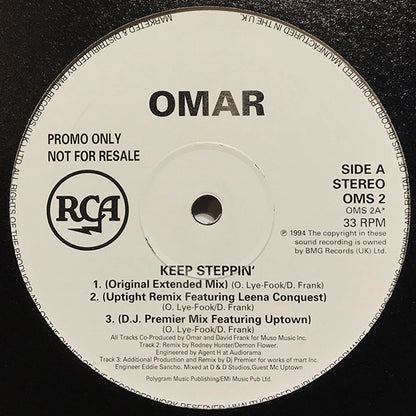 MARKETED & DISTRIBUTED
MANUFACTURED IN THE U.K.
OMAR
PROMO ONLY
NOT FOR RESALE
RCA
SIDE A
STEREO
OMS 2
OMS 2A*
33 RPM
℗ 1994 The copyright in these
sound recording is owned
by BMG Records (UK) Ltd.
KEEP STEPPIN'
1. (Original Extended Mix) (O. Lye-Fook/D. Frank)
2. (Uptight Remix Featuring Leena Conquest)
(O. Lye-Fook/D. Frank)
3. (D.J. Premier Mix Featuring Uptown)
(O. Lye-Fook/D. Frank)
All Tracks Co-Produced by Omar and David Frank for Muso Music Inc.
Track 2: Remix by Rodney Hunter/Demon Flower.
Engineered by Agent H at Audiorama
Track 3: Additional Production and Remix by Dj Premier for works of mart Inc.
Engineer Eddie Sancho. Mixed at D & D Studios,Guest Mc Uptown
Polygram Music Publishing/EMi Music Pub Ltd.